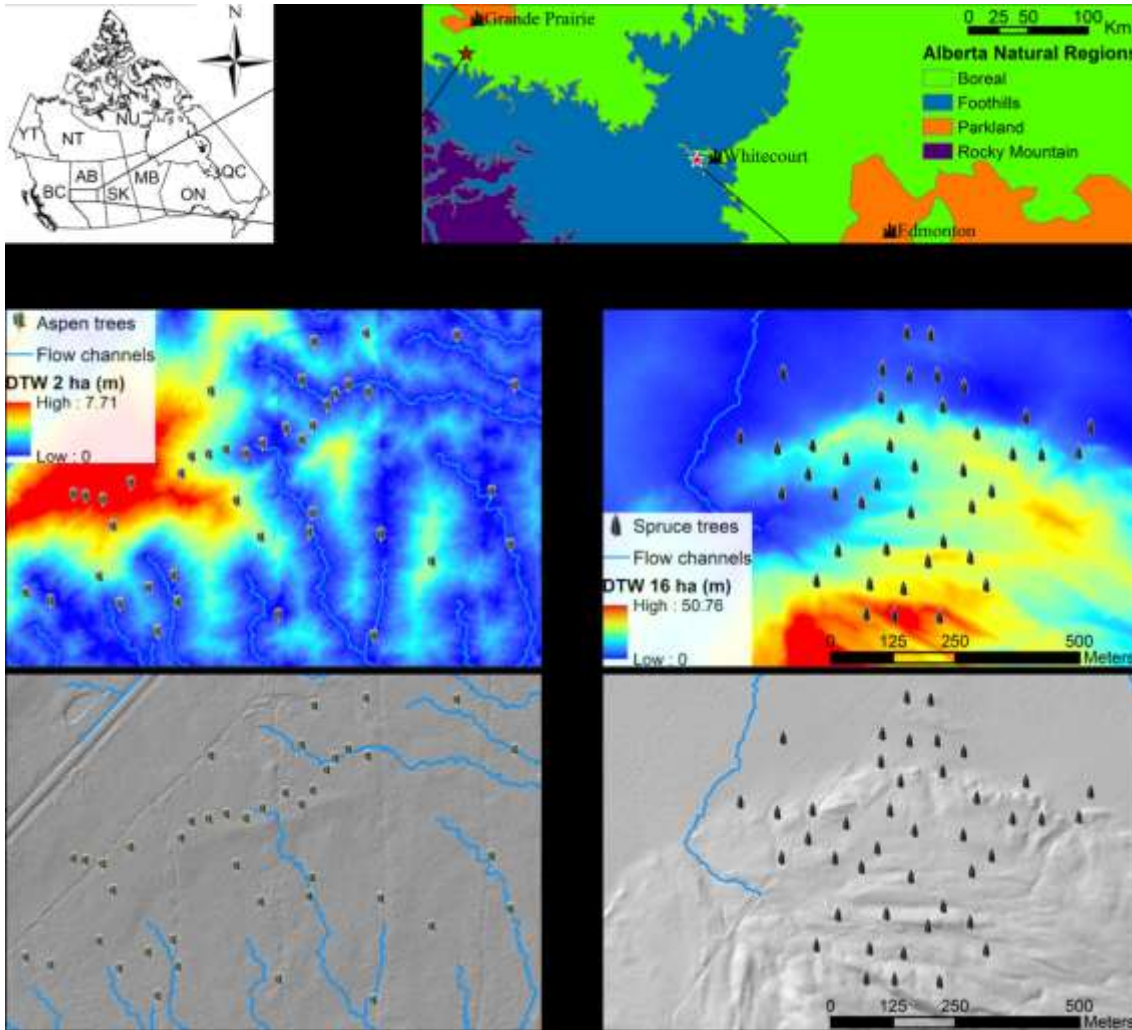 N
YT
NT
NU
BC
AB
SK
MB
ON
QC
Grande Prairie
Whitecourt
Edmonton
0 25 50 100
Km
Alberta Natural Regions
Boreal
Foothills
Parkland
Rocky Mountain
Aspen trees
Flow channels
DTW 2 ha (m)
High : 7.71
Low : 0
Spruce trees
Flow channels
DTW 16 ha (m)
High : 50.76
Low : 0
0 125 250 500
Meters
0 125 250 500
Meters